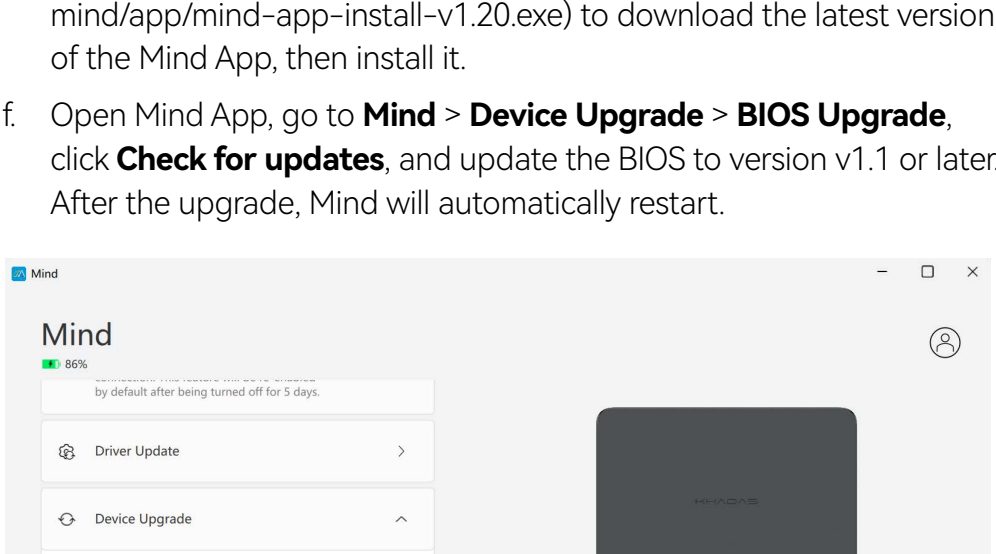 mind/app/mind-app-install-v1.20.exe) to download the latest version
of the Mind App, then install it.
f. Open Mind App, go to Mind > Device Upgrade > BIOS Upgrade,
click Check for updates, and update the BIOS to version v1.1 or later.
After the upgrade, Mind will automatically restart.
Mind
Mind
86%
by default after being turned off for 5 days.
Driver Update
KHADAS
Device Upgrade